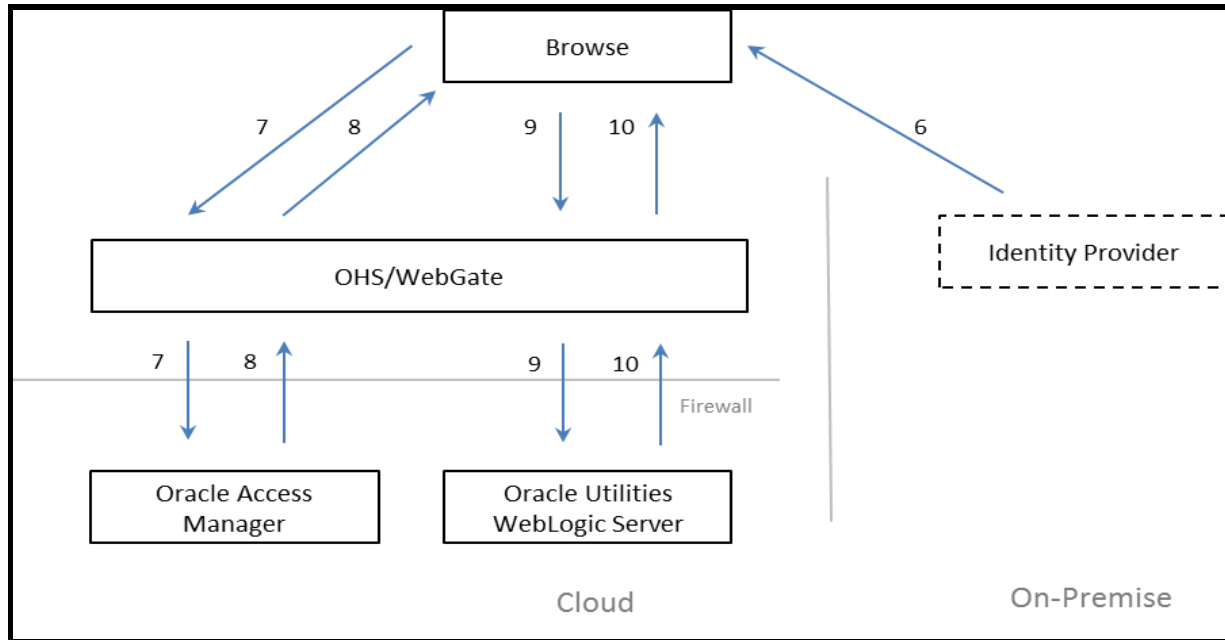 Browse
7
8
9
10
6
OHS/WebGate
Identity Provider
7
8
9
10
Firewall
Oracle Access
Manager
Oracle Utilities
WebLogic Server
Cloud
On-Premise